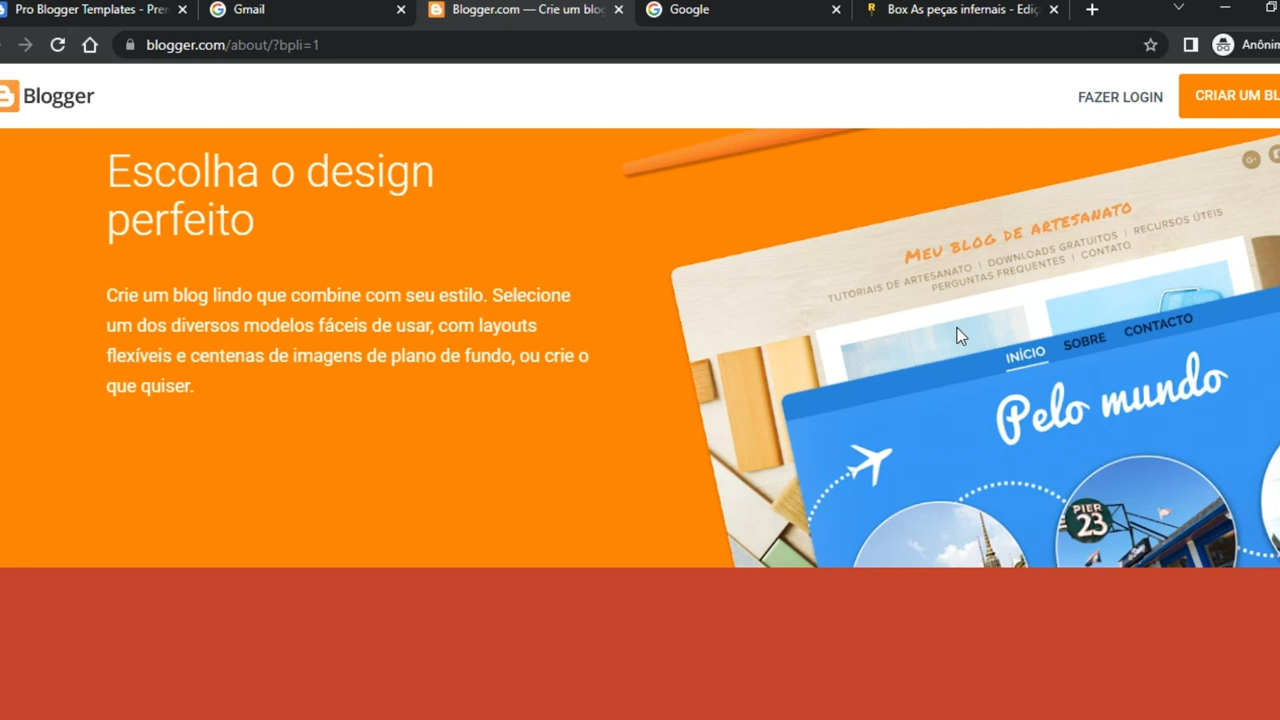 Pro Blogger Templates - Pre
Gmail
Blogger.com — Crie um blog
Google
Box As peças infernais - Ediç
blogger.com/about/?bpli=1
Anônim
Blogger
FAZER LOGIN
CRIAR UM BL
Escolha o design
perfeito
Crie um blog lindo que combine com seu estilo. Selecione
um dos diversos modelos fáceis de usar, com layouts
flexíveis e centenas de imagens de plano de fundo, ou crie o
que quiser.
MEU BLOG DE ARTESANATO
TUTORIAIS DE ARTESANATO | DOWNLOADS GRATUITOS | RECURSOS ÚTEIS
PERGUNTAS FREQUENTES | CONTATO
INÍCIO SOBRE CONTACTO
Pelo mundo
PIER
23